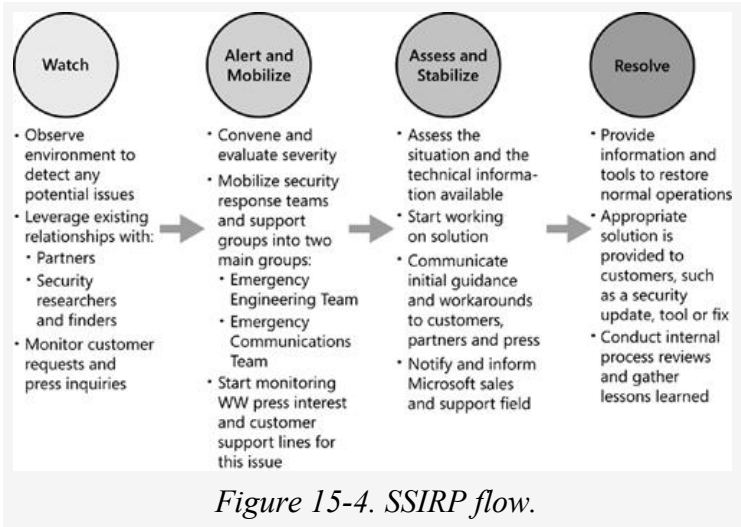 Watch
• Observe
environment to
detect any
potential issues
• Leverage existing
relationships with:
• Partners
• Security
researchers
and finders
• Monitor customer
requests and
press inquiries
Alert and
Mobilize
• Convene and
evaluate severity
• Mobilize security
response teams
and support
groups into two
main groups:
• Emergency
Engineering Team
• Emergency
Communications
Team
• Start monitoring
WW press interest
and customer
support lines for
this issue
Assess and
Stabilize
• Assess the
situation and the
technical informa-
tion available
• Start working
on solution
• Communicate
initial guidance
and workarounds
to customers,
partners and press
• Notify and inform
Microsoft sales
and support field
Resolve
• Provide
information and
tools to restore
normal operations
• Appropriate
solution is
provided to
customers, such
as a security
update, tool or fix
• Conduct internal
process reviews
and gather
lessons learned
Figure 15-4. SSIRP flow.